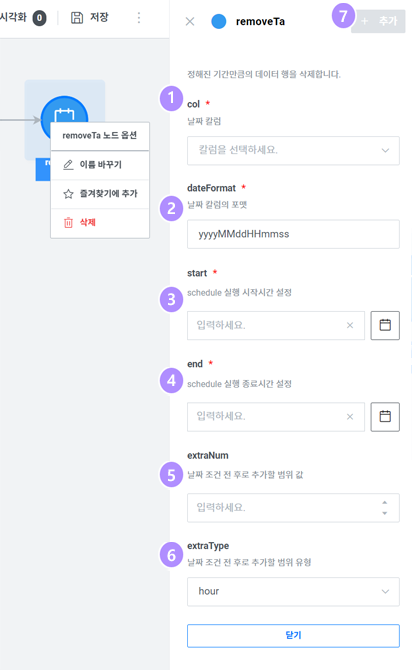 시각화 0 저장
removeTa
7 + 추가
정해진 기간만큼의 데이터 행을 삭제합니다.
1
col *
날짜 칼럼
칼럼을 선택하세요.
removeTa 노드 옵션
이름 바꾸기
즐겨찾기에 추가
삭제
2
dateFormat *
날짜 칼럼의 포맷
yyyyMMddHHmmss
3
start *
schedule 실행 시작시간 설정
입력하세요.
4
end *
schedule 실행 종료시간 설정
입력하세요.
5
extraNum
날짜 조건 전 후로 추가할 범위 값
입력하세요.
6
extraType
날짜 조건 전 후로 추가할 범위 유형
hour
닫기